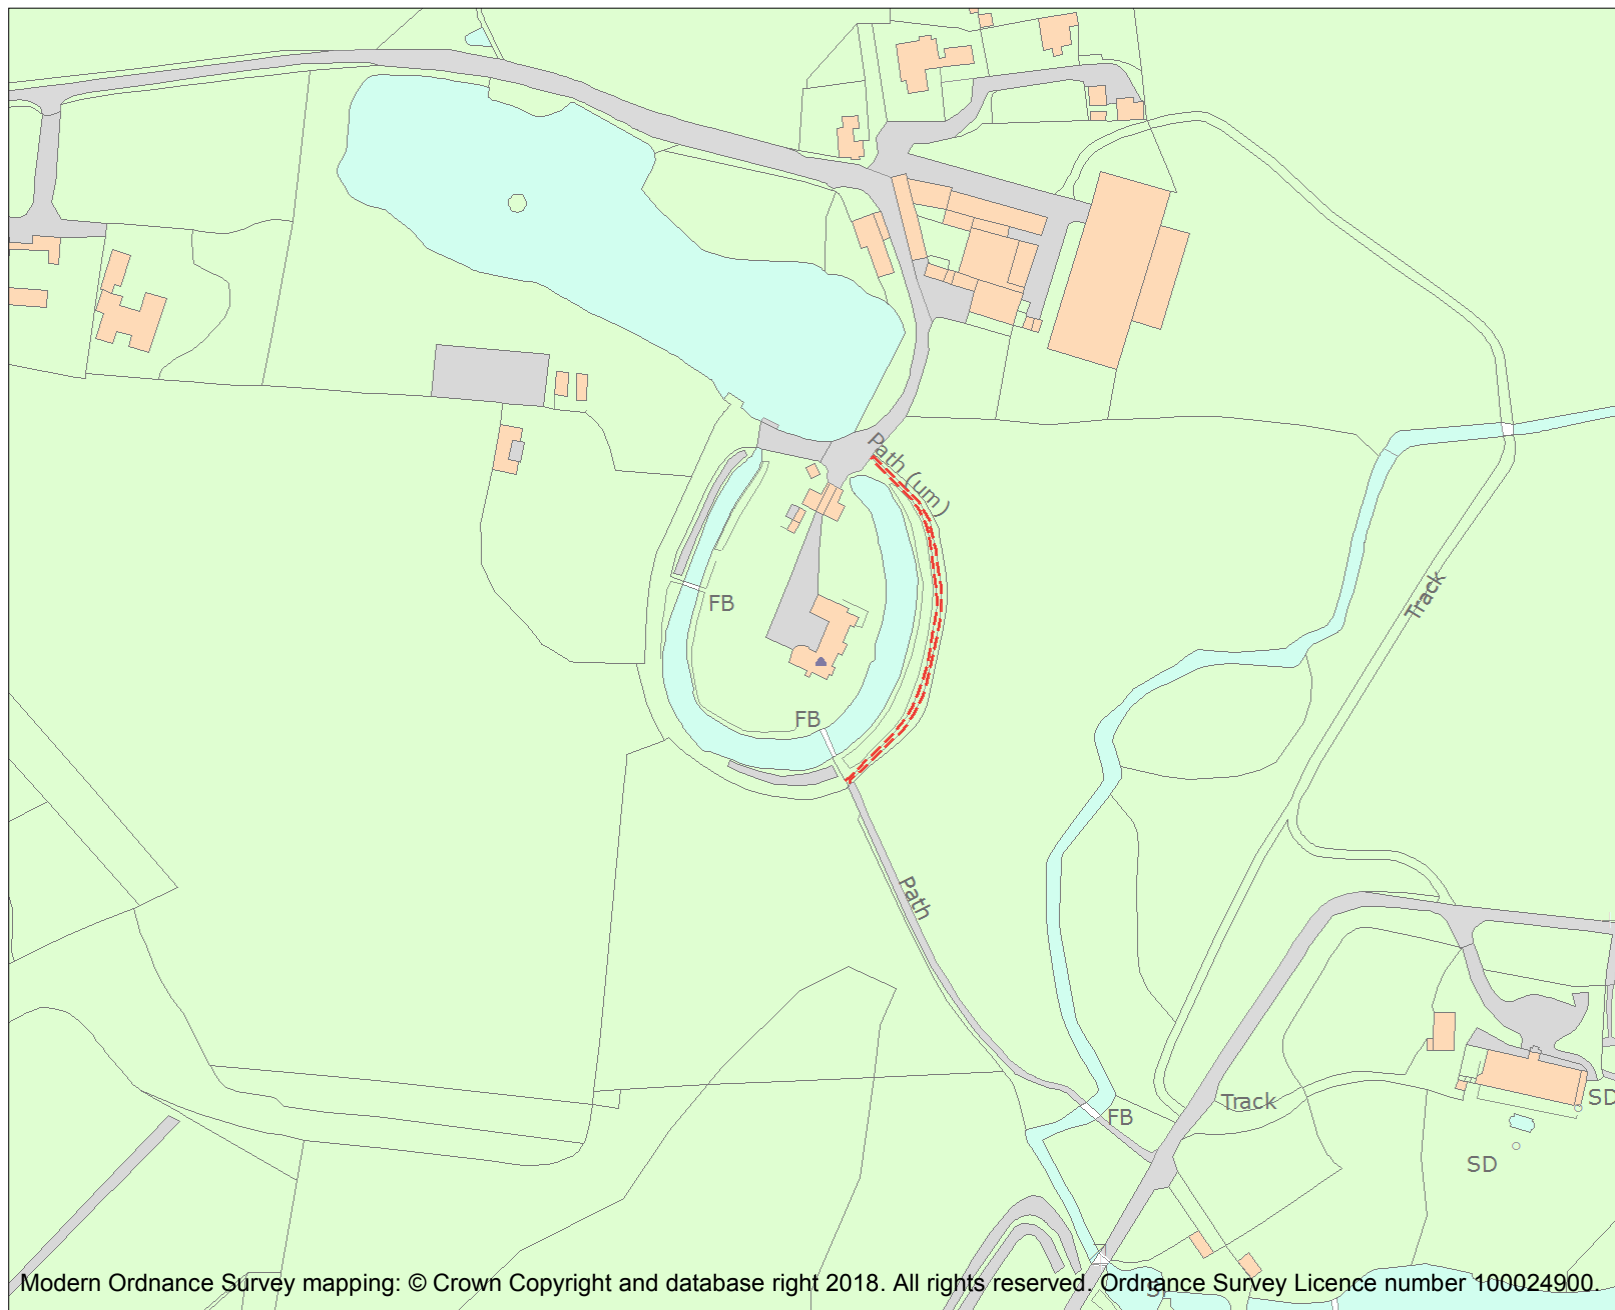 Path (um)
FB
Track
FB
Path
Track
FB
SD
SD
Modern Ordnance Survey mapping: © Crown Copyright and database right 2018. All rights reserved. Ordnance Survey Licence number 100024900.